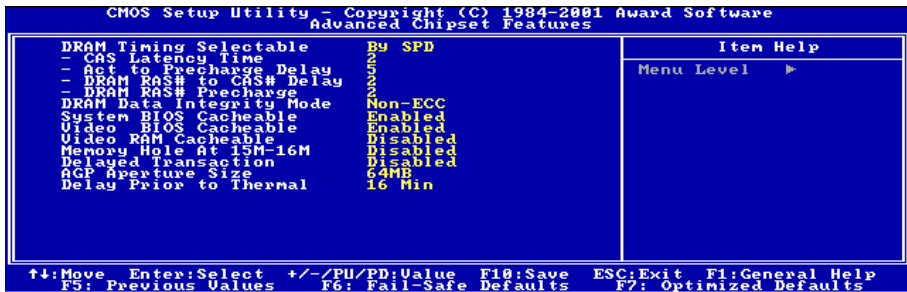 CMOS Setup Utility - Copyright (C) 1984-2001 Award Software
Advanced Chipset Features
DRAM Timing Selectable By SPD
- CAS Latency Time 2
- Act to Precharge Delay 5
- DRAM RAS# to CAS# Delay 2
- DRAM RAS# Precharge 2
DRAM Data Integrity Mode Non-ECC
System BIOS Cacheable Enabled
Video BIOS Cacheable Enabled
Video RAM Cacheable Disabled
Memory Hole At 15M-16M Disabled
Delayed Transaction Disabled
AGP Aperture Size 64MB
Delay Prior to Thermal 16 Min
Item Help
Menu Level ►
↑↓:Move Enter:Select +/-/PU/PD:Value F10:Save ESC:Exit F1:General Help
F5: Previous Values F6: Fail-Safe Defaults F7: Optimized Defaults